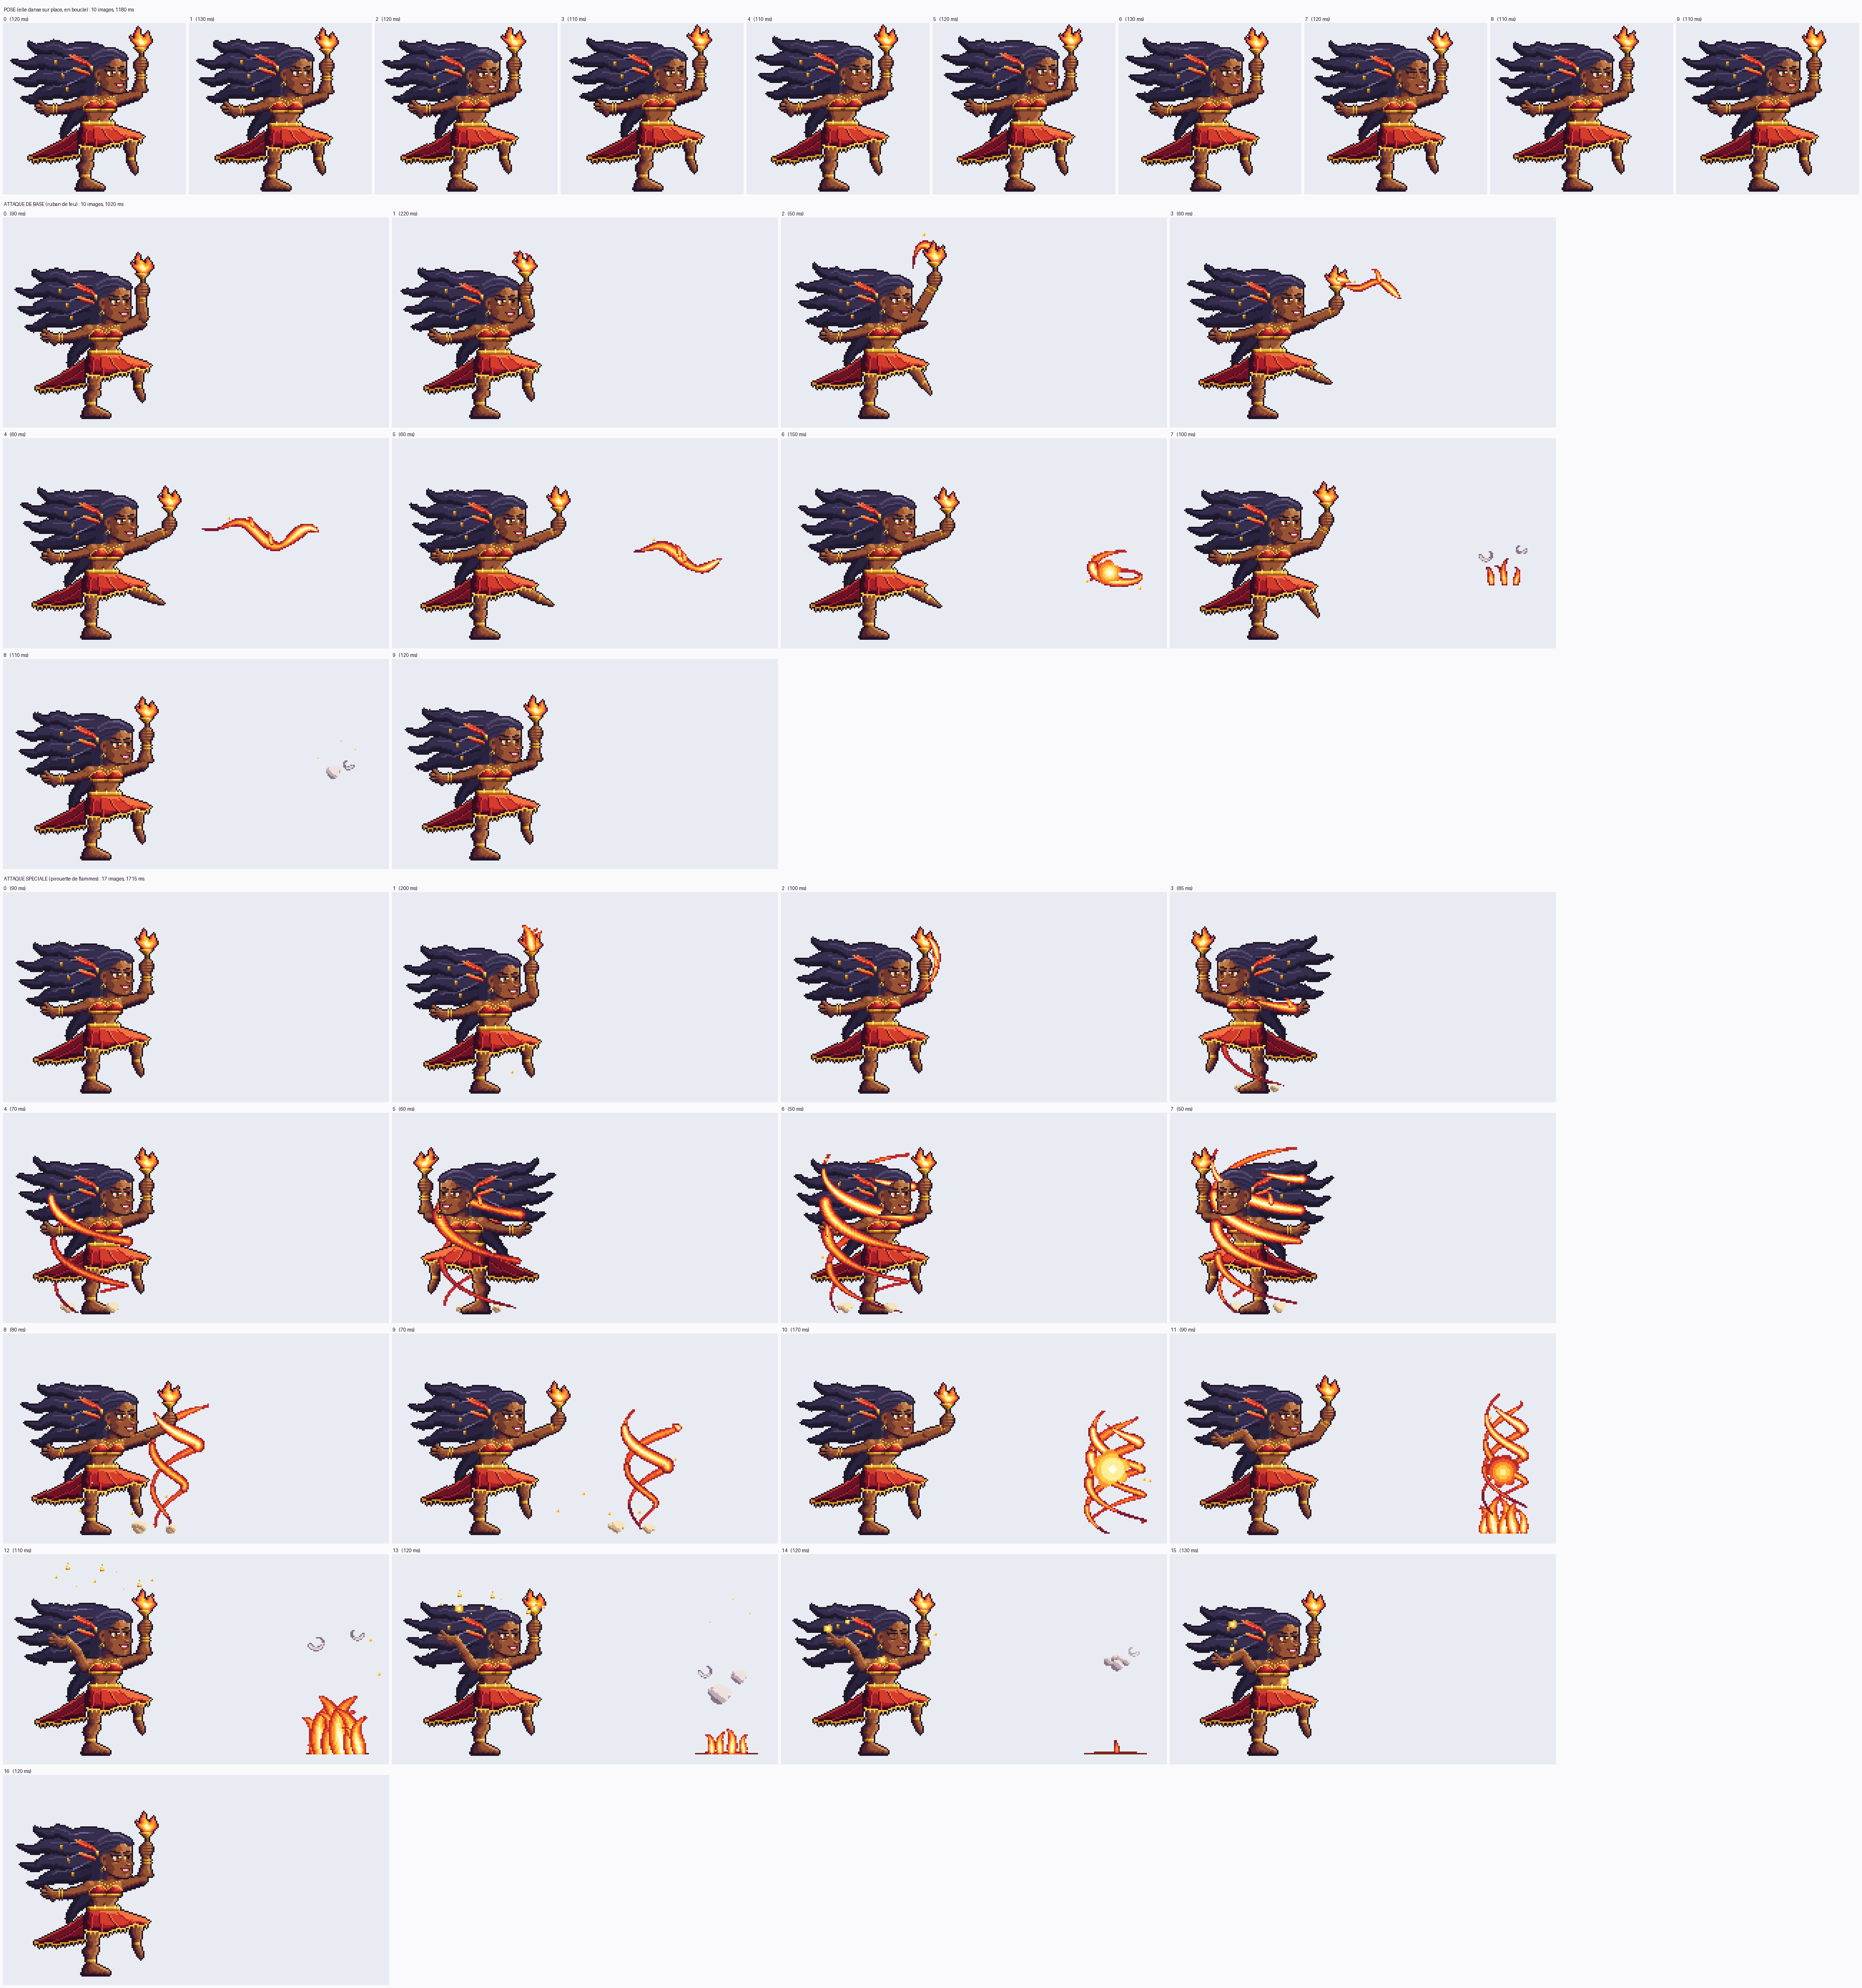 POSE (elle danse sur place, en boucle) : 10 images, 1180 ms
0 (120 ms) 1 (130 ms) 2 (120 ms) 3 (110 ms) 4 (110 ms) 5 (120 ms) 6 (130 ms) 7 (120 ms) 8 (110 ms) 9 (110 ms)
ATTAQUE DE BASE (ruban de feu) : 10 images, 1020 ms
0 (90 ms) 1 (220 ms) 2 (50 ms) 3 (60 ms)
4 (60 ms) 5 (60 ms) 6 (150 ms) 7 (100 ms)
8 (110 ms) 9 (120 ms)
ATTAQUE SPECIALE (pirouette de flammes) : 17 images, 1715 ms
0 (90 ms) 1 (200 ms) 2 (100 ms) 3 (85 ms)
4 (70 ms) 5 (60 ms) 6 (50 ms) 7 (50 ms)
8 (80 ms) 9 (70 ms) 10 (170 ms) 11 (90 ms)
12 (110 ms) 13 (120 ms) 14 (120 ms) 15 (130 ms)
16 (120 ms)